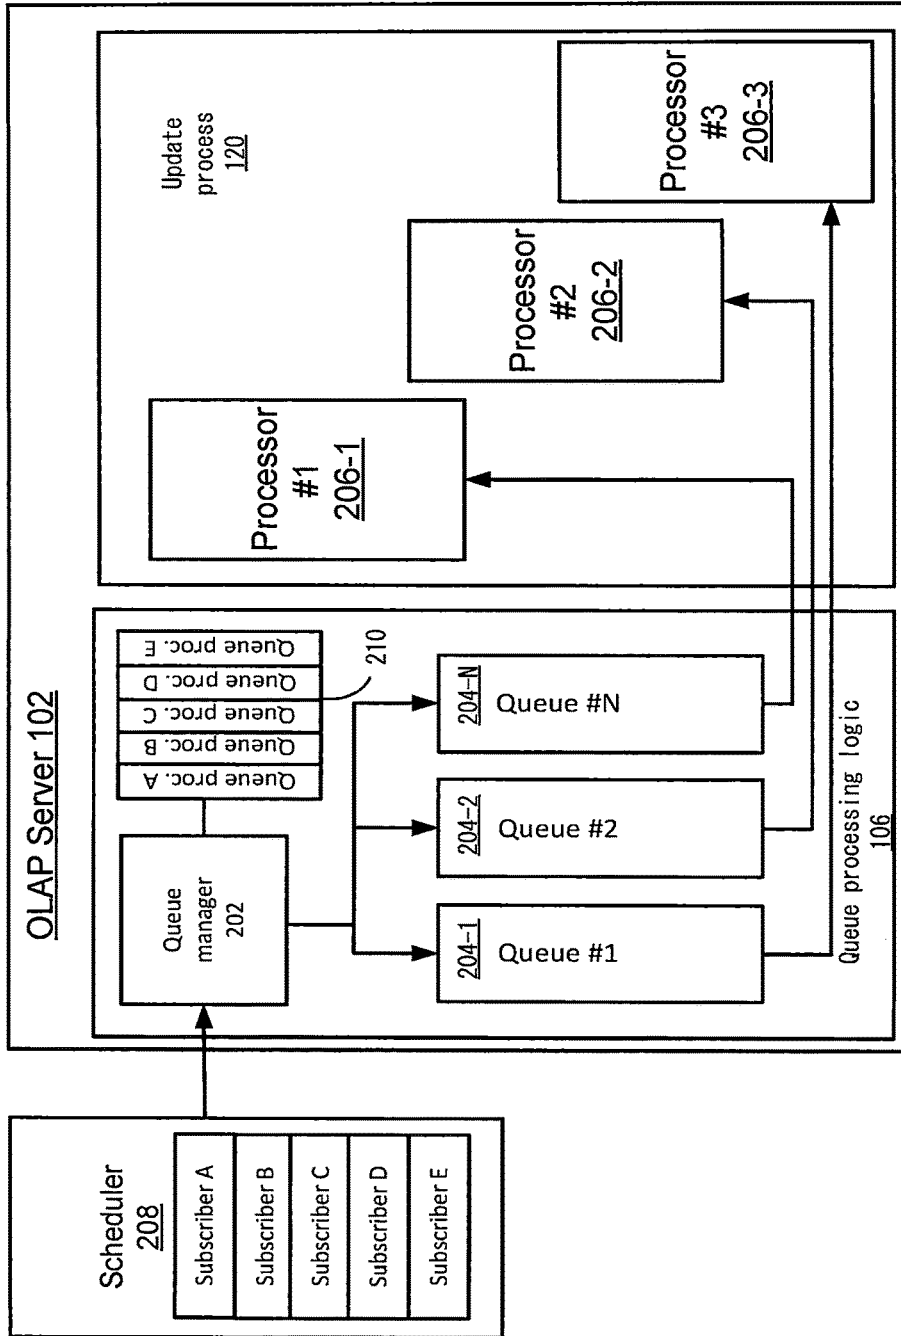 OLAP Server 102
Scheduler
208
Subscriber A
Subscriber B
Subscriber C
Subscriber D
Subscriber E
Queue
manager
202
Queue proc. A
Queue proc. B
Queue proc. C
Queue proc. D
Queue proc. E
210
204-1
Queue #1
204-2
Queue #2
204-N
Queue #N
Queue processing logic
106
Update
process
120
Processor
#1
206-1
Processor
#2
206-2
Processor
#3
206-3